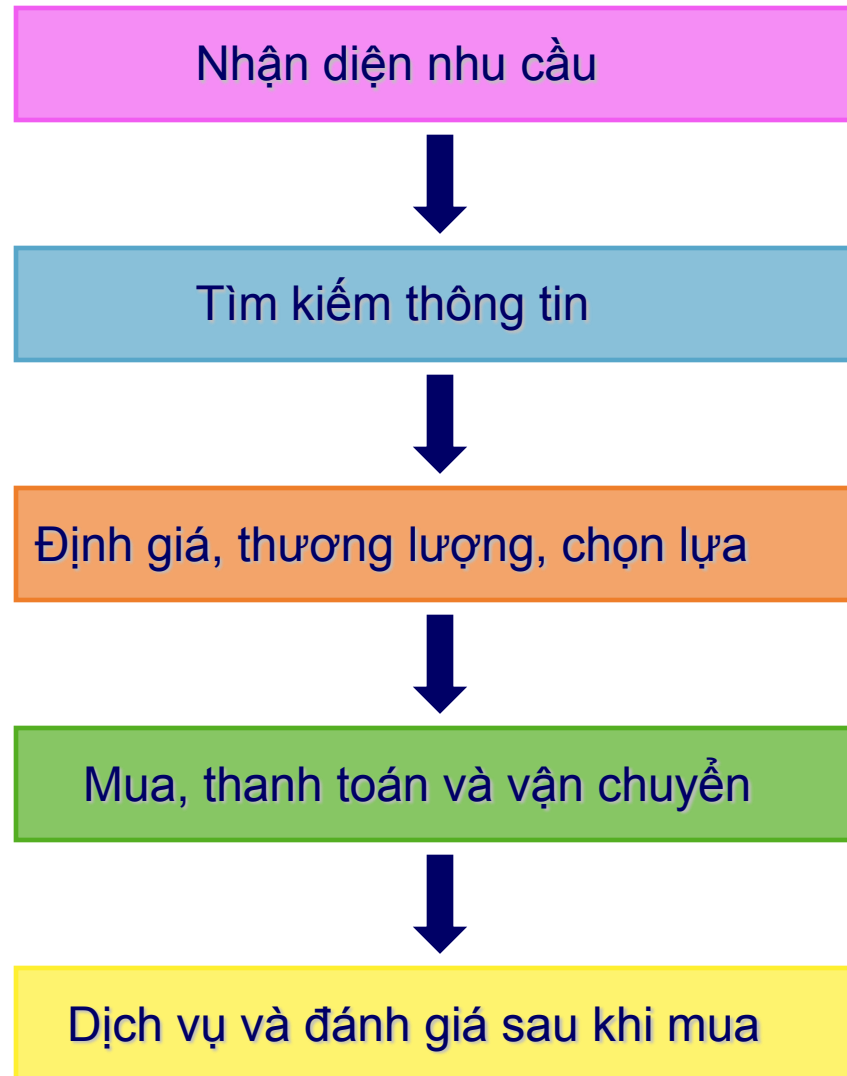 Nhận diện nhu cầu
Tìm kiếm thông tin
Định giá, thương lượng, chọn lựa
Mua, thanh toán và vận chuyển
Dịch vụ và đánh giá sau khi mua